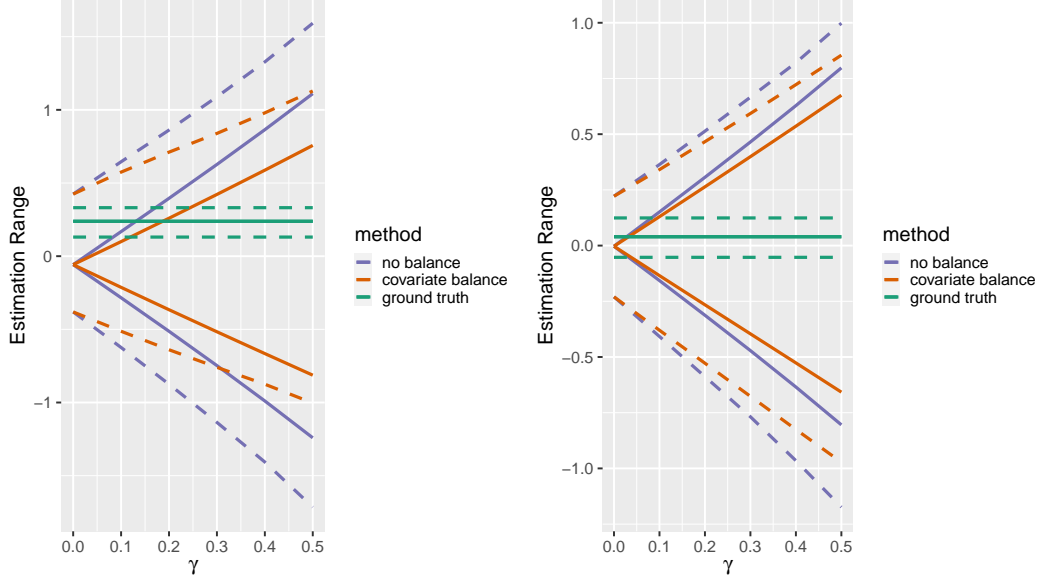 Estimation Range
1
0
−1
0.0 0.1 0.2 0.3 0.4 0.5
γ
method
no balance
covariate balance
ground truth
Estimation Range
1.0
0.5
0.0
−0.5
−1.0
0.0 0.1 0.2 0.3 0.4 0.5
γ
method
no balance
covariate balance
ground truth